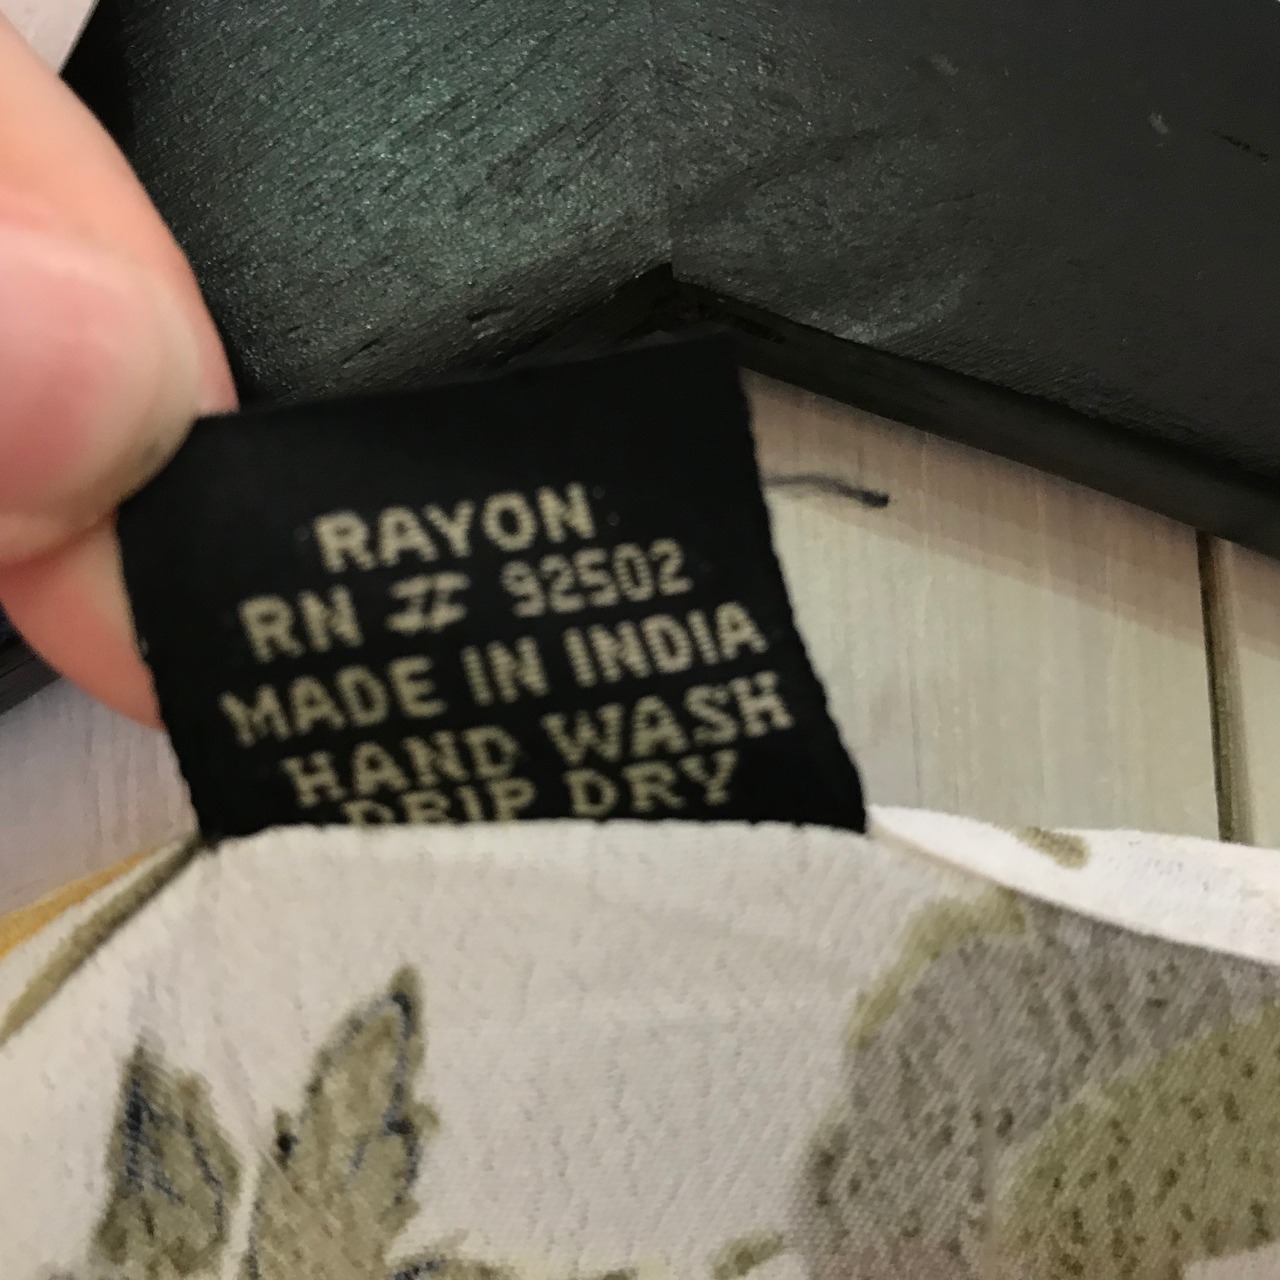 RAYON
RN # 92502
MADE IN INDIA
HAND WASH
DRIP DRY